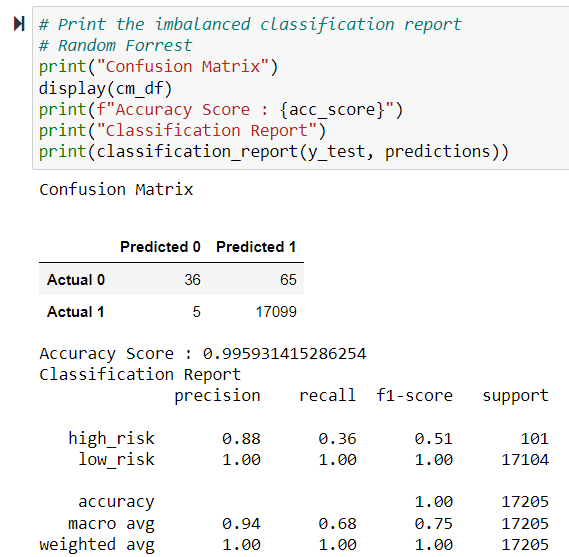 # Print the imbalanced classification report
# Random Forrest
print("Confusion Matrix")
display(cm_df)
print(f"Accuracy Score : {acc_score}")
print("Classification Report")
print(classification_report(y_test, predictions))
Confusion Matrix
Predicted 0 Predicted 1
Actual 0 36 65
Actual 1 5 17099
Accuracy Score : 0.995931415286254
Classification Report
precision recall f1-score support
high_risk 0.88 0.36 0.51 101
low_risk 1.00 1.00 1.00 17104
accuracy 1.00 17205
macro avg 0.94 0.68 0.75 17205
weighted avg 1.00 1.00 1.00 17205